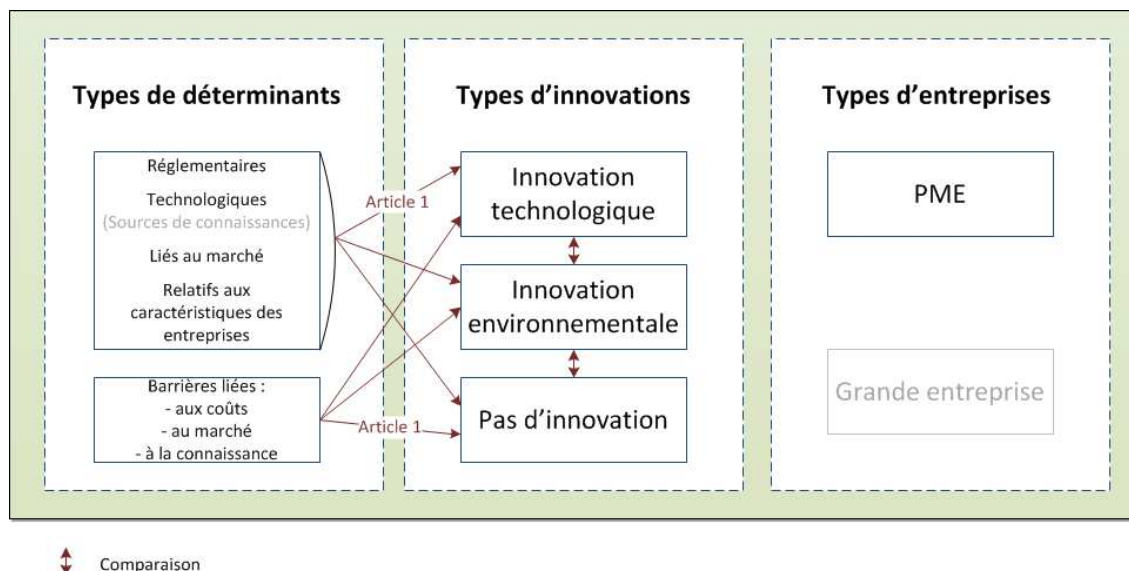 Types de déterminants
Réglementaires
Technologiques
(Sources de connaissances)
Liés au marché
Relatifs aux
caractéristiques des
entreprises
Barrières liées :
- aux coûts
- au marché
- à la connaissance
Article 1
Article 1
Types d'innovations
Innovation
technologique
Innovation
environnementale
Pas d'innovation
Types d'entreprises
PME
Grande entreprise
Comparaison